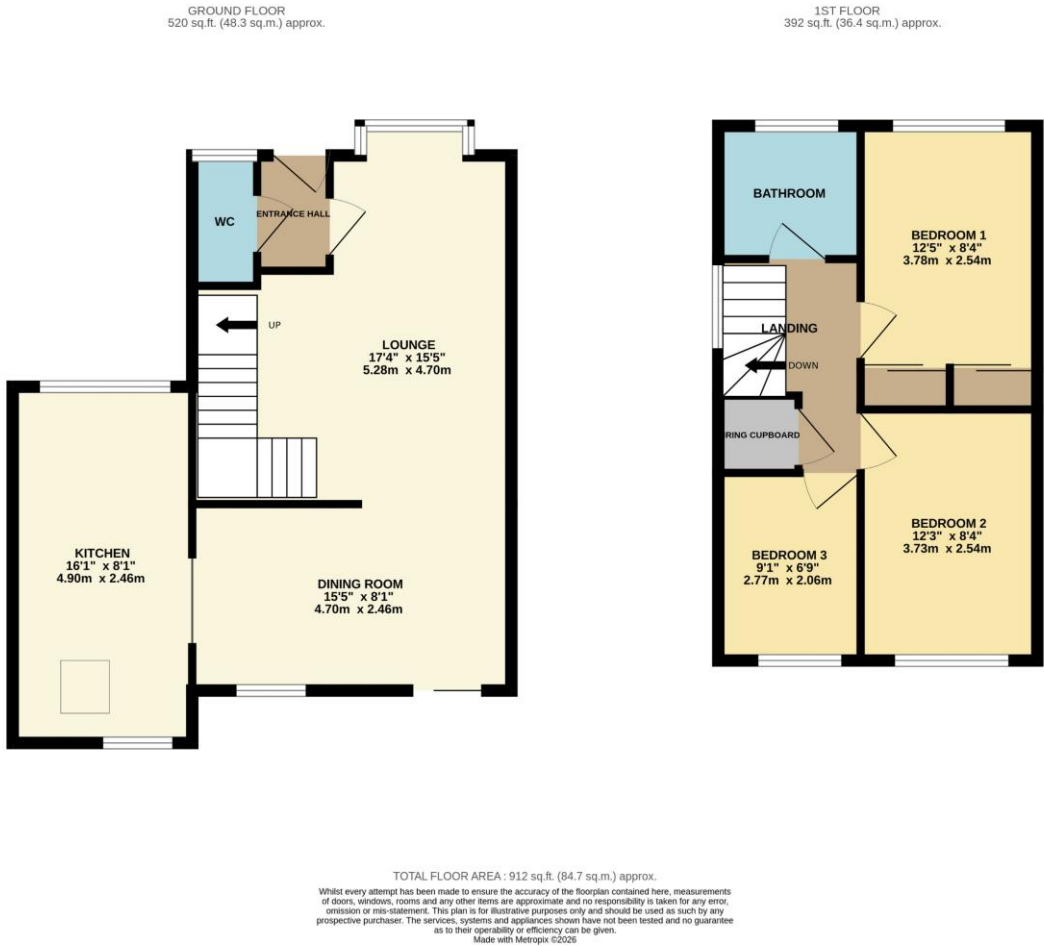 GROUND FLOOR
520 sq.ft. (48.3 sq.m.) approx.
1ST FLOOR
392 sq.ft. (36.4 sq.m.) approx.
WC
ENTRANCE HALL
UP
LOUNGE
17'4" x 15'5"
5.28m x 4.70m
KITCHEN
16'1" x 8'1"
4.90m x 2.46m
DINING ROOM
15'5" x 8'1"
4.70m x 2.46m
BATHROOM
BEDROOM 1
12'5" x 8'4"
3.78m x 2.54m
LANDING
DOWN
RING CUPBOARD
BEDROOM 2
12'3" x 8'4"
3.73m x 2.54m
BEDROOM 3
9'1" x 6'9"
2.77m x 2.06m
TOTAL FLOOR AREA : 912 sq.ft. (84.7 sq.m.) approx.
Whilst every attempt has been made to ensure the accuracy of the floorplan contained here, measurements
of doors, windows, rooms and any other items are approximate and no responsibility is taken for any error,
omission or mis-statement. This plan is for illustrative purposes only and should be used as such by any
prospective purchaser. The services, systems and appliances shown have not been tested and no guarantee
as to their operability or efficiency can be given.
Made with Metropix ©2026